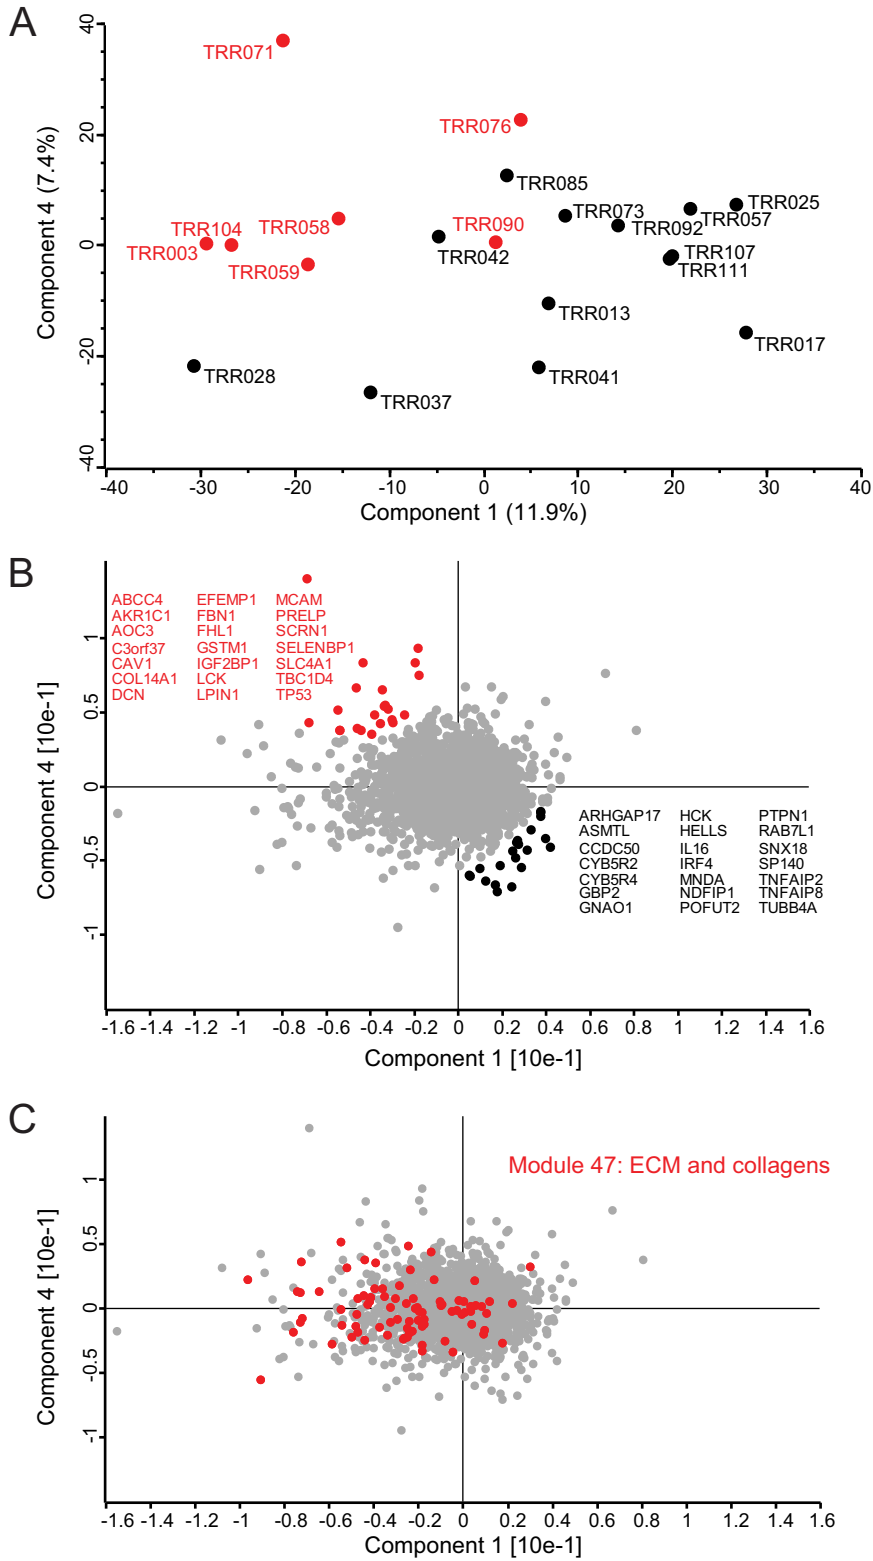 A
40
20
0
-20
-40
Component 4 (7.4%)
TRR071
TRR076
TRR085
TRR025
TRR104
TRR058
TRR090
TRR073
TRR057
TRR092
TRR003
TRR042
TRR107
TRR059
TRR111
TRR013
TRR017
TRR028
TRR041
TRR037
-40 -30 -20 -10 0 10 20 30 40
Component 1 (11.9%)
B
ABCC4 EFEMP1 MCAM
AKR1C1 FBN1 PRELP
AOC3 FHL1 SCRN1
C3orf37 GSTM1 SELENBP1
CAV1 IGF2BP1 SLC4A1
COL14A1 LCK TBC1D4
DCN LPIN1 TP53
1
0.5
0
-0.5
-1
Component 4 [10e-1]
ARHGAP17 HCK PTPN1
ASMTL HELLS RAB7L1
CCDC50 IL16 SNX18
CYB5R2 IRF4 SP140
CYB5R4 MNDA TNFAIP2
GBP2 NDFIP1 TNFAIP8
GNAO1 POFUT2 TUBB4A
-1.6 -1.4 -1.2 -1 -0.8 -0.6 -0.4 -0.2 0 0.2 0.4 0.6 0.8 1 1.2 1.4 1.6
Component 1 [10e-1]
C
Module 47: ECM and collagens
1
0.5
0
-0.5
-1
Component 4 [10e-1]
-1.6 -1.4 -1.2 -1 -0.8 -0.6 -0.4 -0.2 0 0.2 0.4 0.6 0.8 1 1.2 1.4 1.6
Component 1 [10e-1]